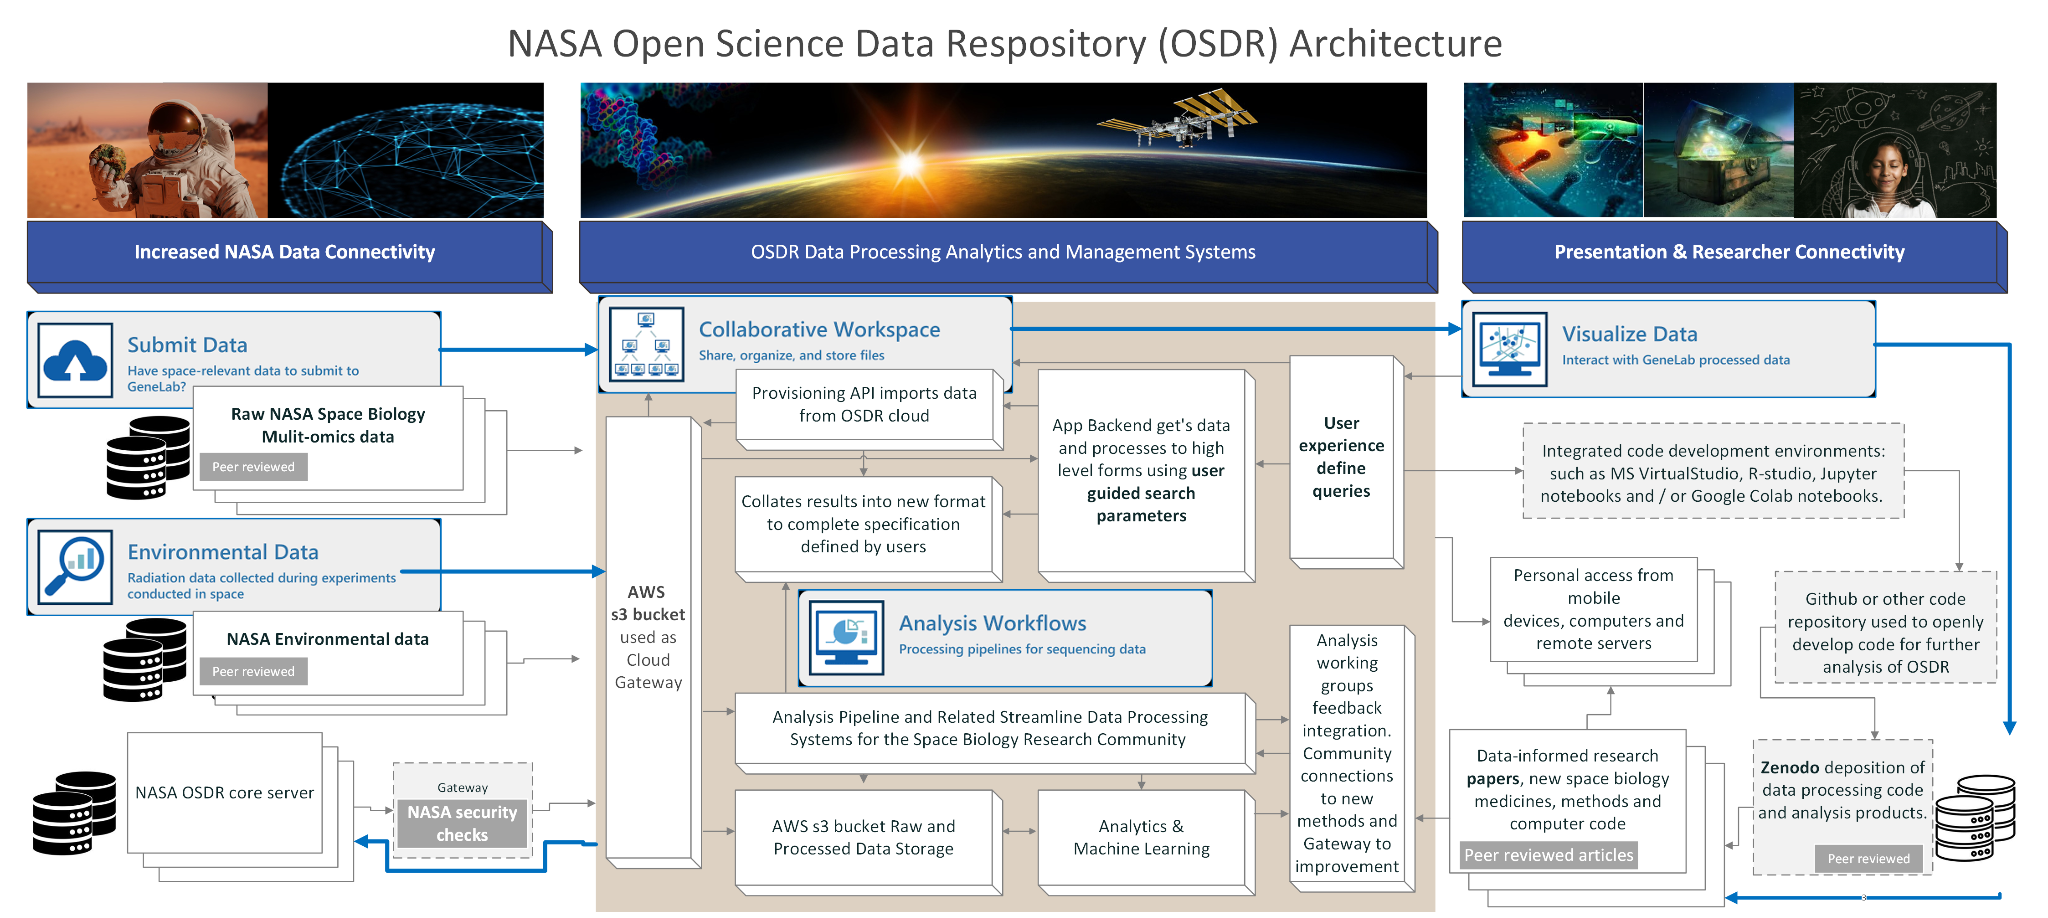 NASA Open Science Data Respository (OSDR) Architecture
Increased NASA Data Connectivity
OSDR Data Processing Analytics and Management Systems
Presentation & Researcher Connectivity
Submit Data
Have space-relevant data to submit to
GeneLab?
Raw NASA Space Biology
Mulit-omics data
Peer reviewed
Environmental Data
Radiation data collected during experiments
conducted in space
NASA Environmental data
Peer reviewed
NASA OSDR core server
Gateway
NASA security
checks
Collaborative Workspace
Share, organize, and store files
Provisioning API imports data
from OSDR cloud
App Backend get's data
and processes to high
level forms using user
guided search
parameters
User
experience
define
queries
Collates results into new format
to complete specification
defined by users
AWS
s3 bucket
used as
Cloud
Gateway
Analysis Workflows
Processing pipelines for sequencing data
Analysis Pipeline and Related Streamline Data Processing
Systems for the Space Biology Research Community
AWS s3 bucket Raw and
Processed Data Storage
Analytics &
Machine Learning
Analysis
working
groups
feedback
integration.
Community
connections
to new
methods and
Gateway to
improvement
Visualize Data
Interact with GeneLab processed data
Integrated code development environments:
such as MS VirtualStudio, R-studio, Jupyter
notebooks and / or Google Colab notebooks.
Personal access from
mobile
devices, computers and
remote servers
Github or other code
repository used to openly
develop code for further
analysis of OSDR
Data-informed research
papers, new space biology
medicines, methods and
computer code
Peer reviewed articles
Zenodo deposition of
data processing code
and analysis products.
Peer reviewed